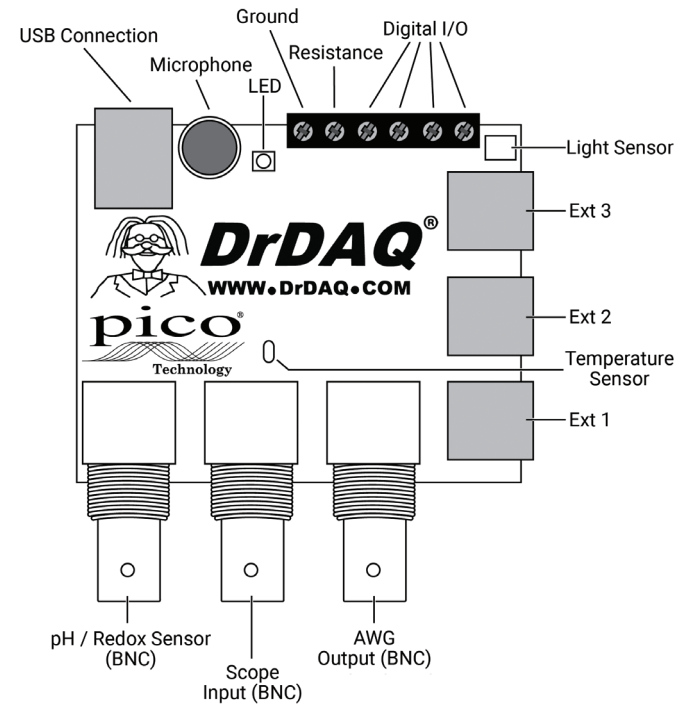 Ground
USB Connection
Digital I/O
Microphone
Resistance
LED
Light Sensor
Ext 3
DrDAQ®
WWW.DrDAQ.COM
pico®
Technology
Ext 2
Temperature
Sensor
Ext 1
pH / Redox Sensor
(BNC)
Scope
Input (BNC)
AWG
Output (BNC)